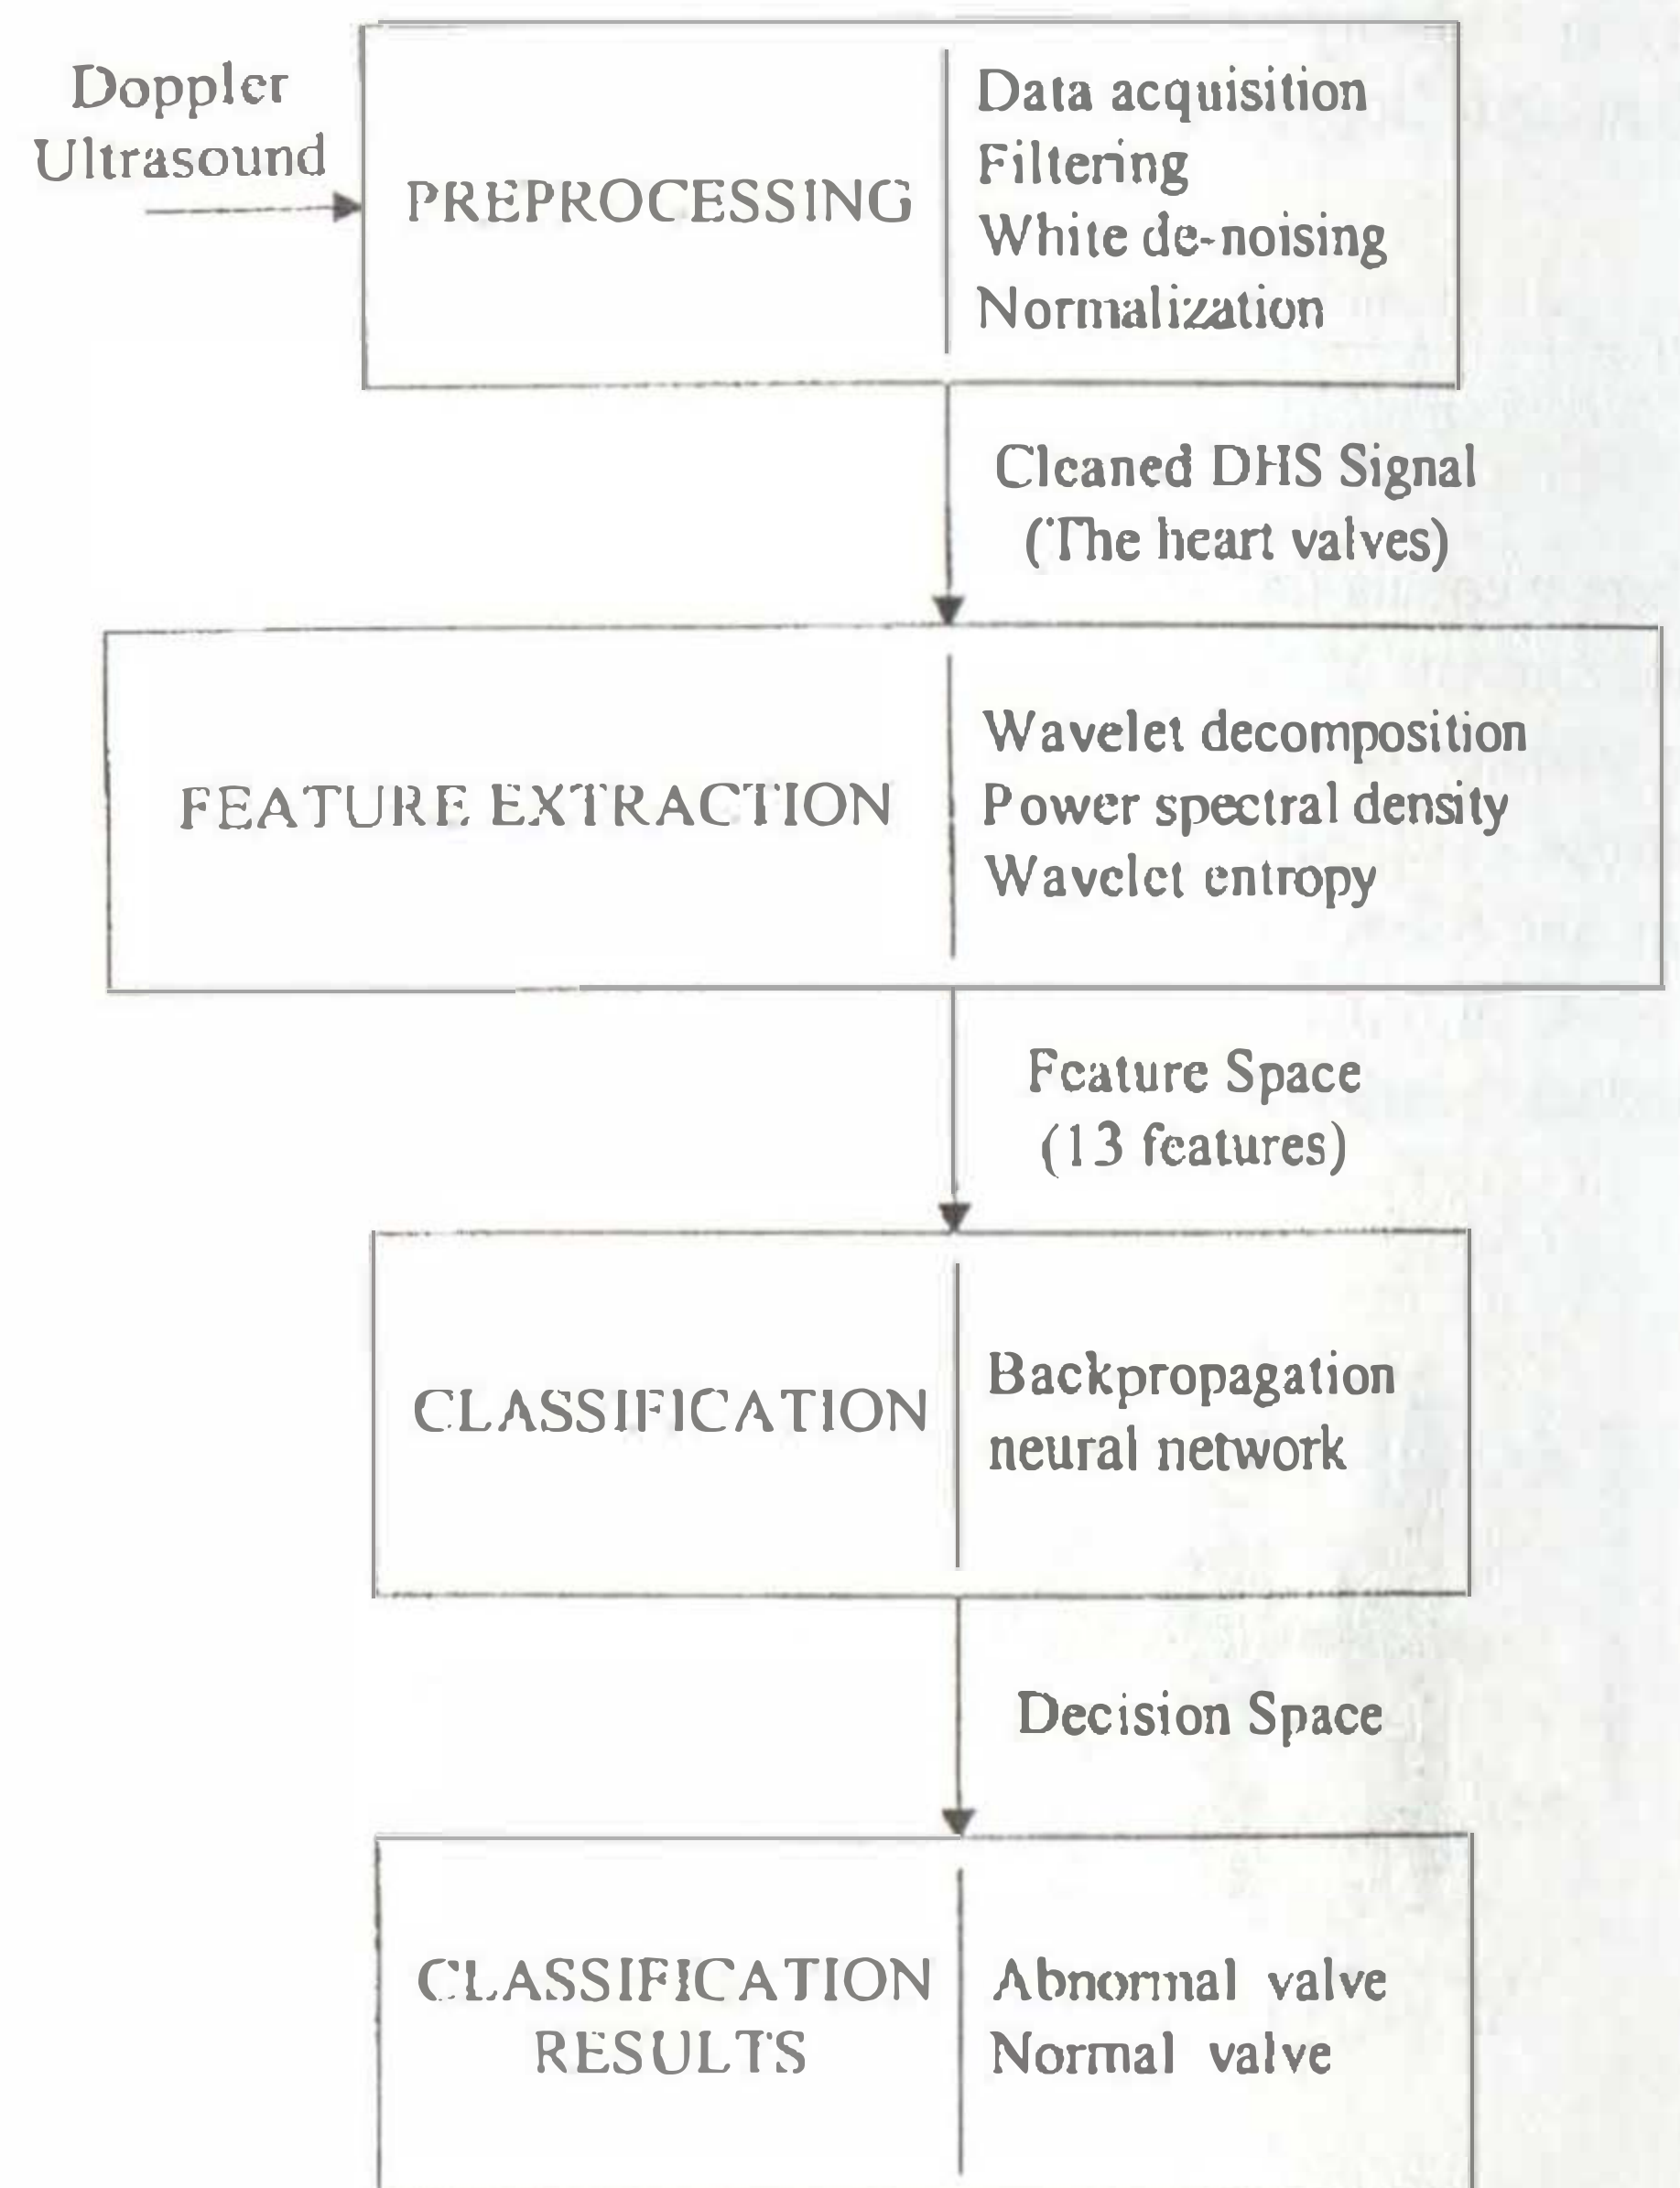 Doppler
Ultrasound
PREPROCESSING
Data acquisition
Filtering
White de-noising
Normalization
Cleaned DHS Signal
(The heart valves)
FEATURE EXTRACTION
Wavelet decomposition
Power spectral density
Wavelet entropy
Feature Space
(13 features)
CLASSIFICATION
Backpropagation
neural network
Decision Space
CLASSIFICATION
RESULTS
Abnormal valve
Normal valve